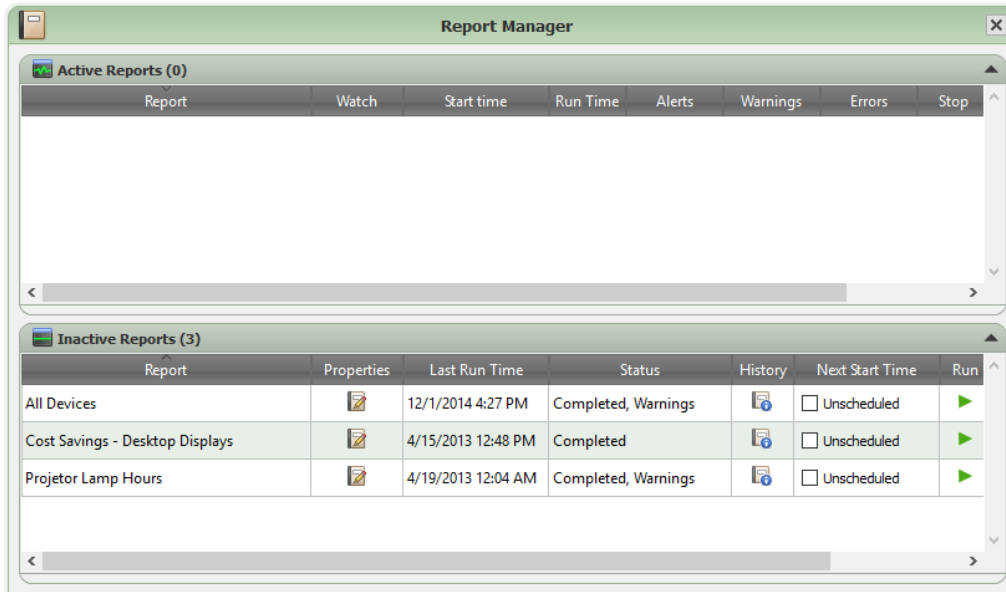 Report Manager
Active Reports (0)
Report Watch Start time Run Time Alerts Warnings Errors Stop
Inactive Reports (3)
Report Properties Last Run Time Status History Next Start Time Run
All Devices 12/1/2014 4:27 PM Completed, Warnings Unscheduled
Cost Savings - Desktop Displays 4/15/2013 12:48 PM Completed Unscheduled
Projetor Lamp Hours 4/19/2013 12:04 AM Completed, Warnings Unscheduled